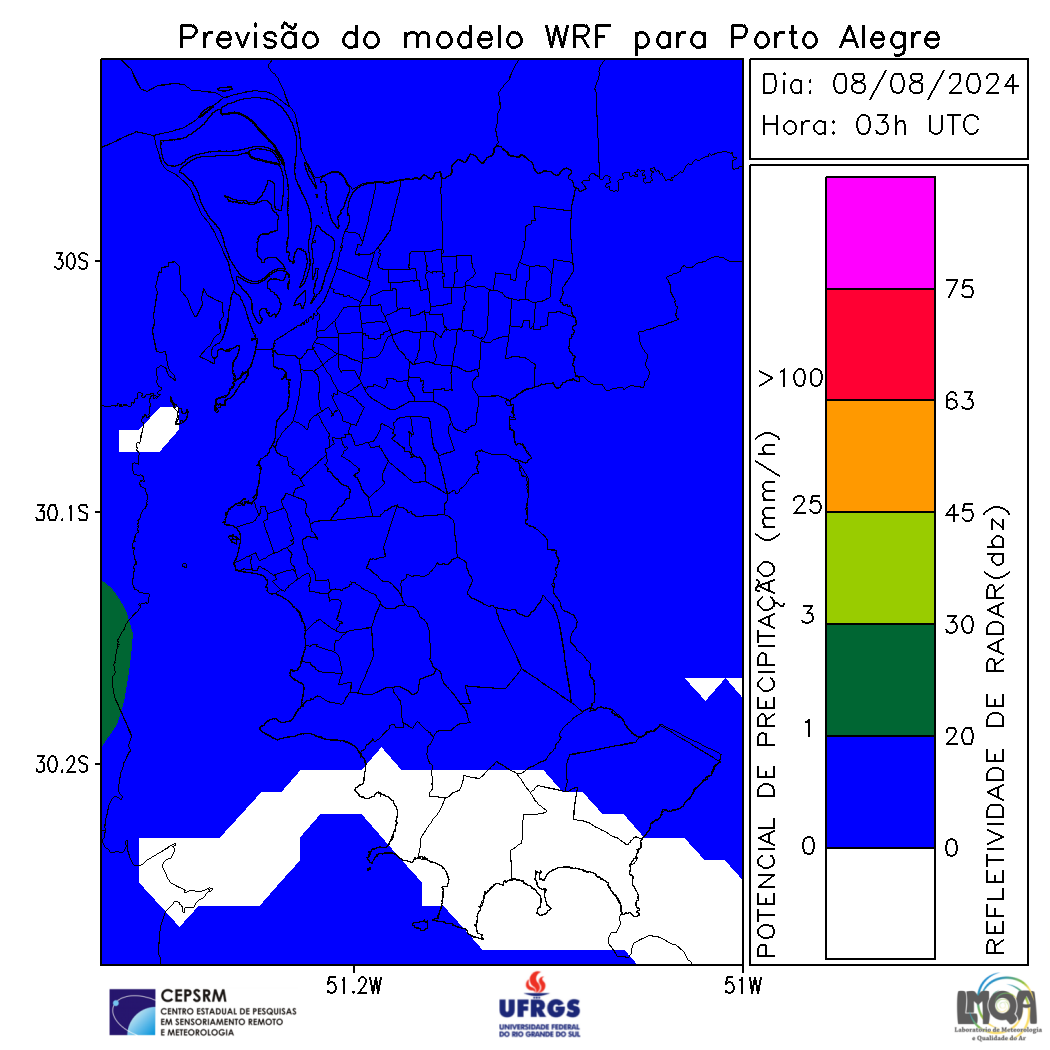 Previsão do modelo WRF para Porto Alegre
Dia: 08/08/2024
Hora: 03h UTC
30S
30.1S
30.2S
51.2W
51W
POTENCIAL DE PRECIPITAÇÃO (mm/h)
>100
25
3
1
0
75
63
45
30
20
0
REFLETIVIDADE DE RADAR(dbz)
CEPSRM
CENTRO ESTADUAL DE PESQUISAS
EM SENSORIAMENTO REMOTO
E METEOROLOGIA
UFRGS
UNIVERSIDADE FEDERAL
DO RIO GRANDE DO SUL
LMQA
Laboratório de Meteorologia
e Qualidade do Ar